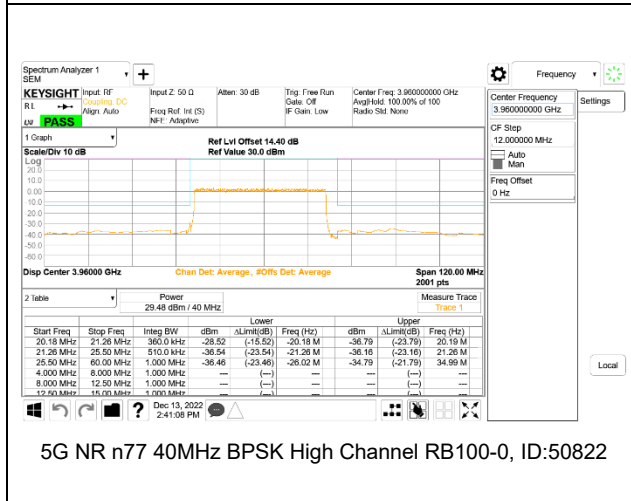 Spectrum Analyzer 1
SEM
+
Frequency
KEYSIGHT
Input: RF
Coupling: DC
Align: Auto
Input Z: 50 Ω
Freq Ref: Int (S)
NFE: Adaptive
Atten: 30 dB
Trig: Free Run
Gate: Off
IF Gain: Low
Center Freq: 3.960000000 GHz
Avg|Hold: 100.00% of 100
Radio Std: None
RL
PASS
Center Frequency
3.960000000 GHz
Settings
CF Step
12.000000 MHz
Auto
Man
Freq Offset
0 Hz
Local
1 Graph
Scale/Div 10 dB
Ref Lvl Offset 14.40 dB
Ref Value 30.0 dBm
Log
20.0
10.0
0.00
-10.0
-20.0
-30.0
-40.0
-50.0
-60.0
Disp Center 3.96000 GHz
Chan Det: Average, #Offs Det: Average
Span 120.00 MHz
2001 pts
2 Table
Power
29.48 dBm / 40 MHz
Measure Trace
Trace 1
Lower Upper
Start Freq Stop Freq Integ BW dBm ΔLimit(dB) Freq (Hz) dBm ΔLimit(dB) Freq (Hz)
20.18 MHz 21.26 MHz 360.0 kHz -28.52 (-15.52) -20.18 M -36.79 (-23.79) 20.19 M
21.26 MHz 25.50 MHz 510.0 kHz -36.54 (-23.54) -21.26 M -36.16 (-23.16) 21.26 M
25.50 MHz 60.00 MHz 1.000 MHz -36.46 (-23.46) -26.02 M -34.79 (-21.79) 34.99 M
4.000 MHz 8.000 MHz 1.000 MHz --- (---) --- --- (---) ---
8.000 MHz 12.50 MHz 1.000 MHz --- (---) --- --- (---) ---
12.50 MHz 15.00 MHz 1.000 MHz --- (---) --- --- (---) ---
? Dec 13, 2022
2:41:08 PM
5G NR n77 40MHz BPSK High Channel RB100-0, ID:50822